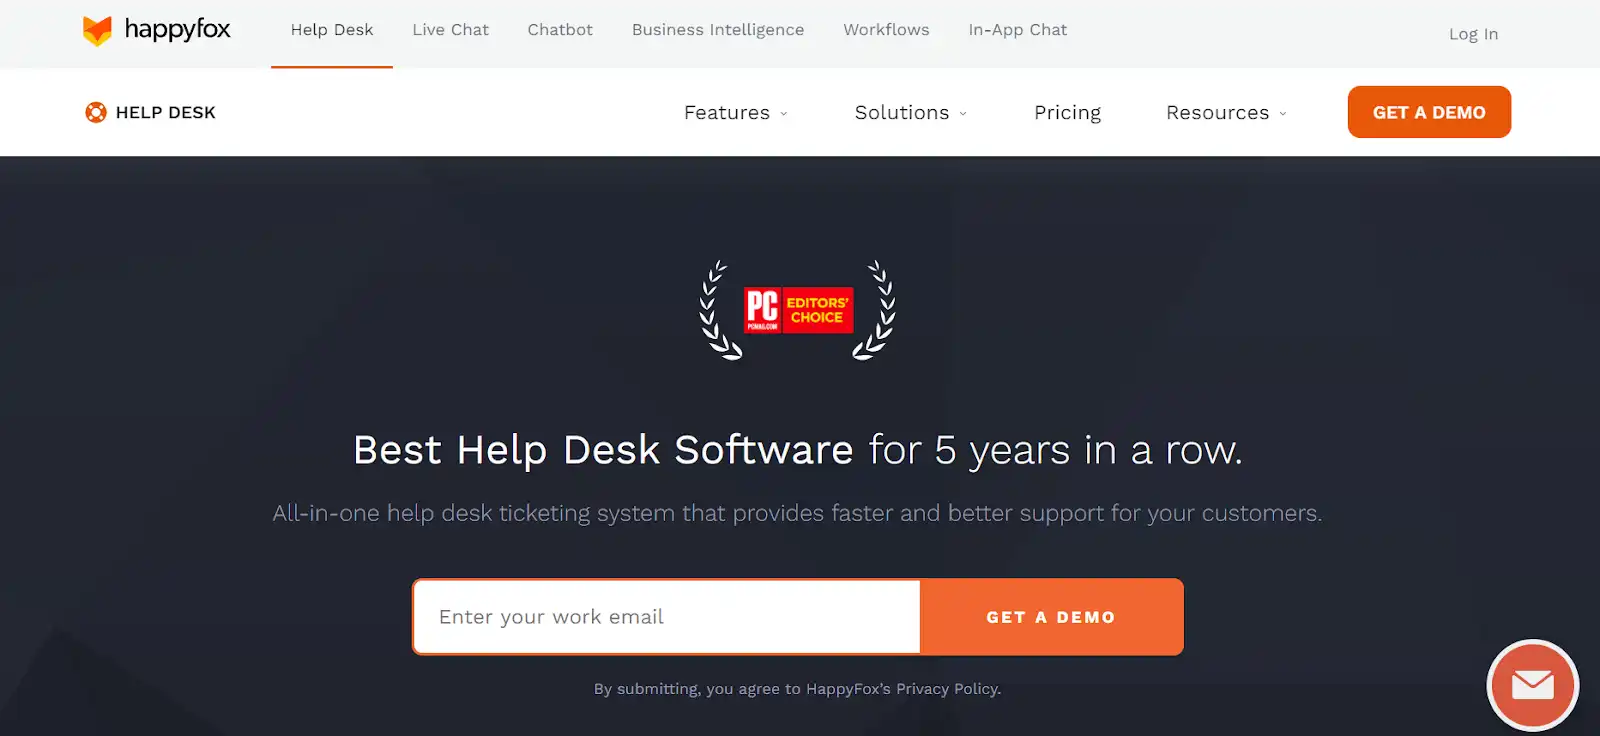 happyfox
Help Desk
Live Chat
Chatbot
Business Intelligence
Workflows
In-App Chat
Log In
HELP DESK
Features
Solutions
Pricing
Resources
GET A DEMO
PC
PCMAG.COM
EDITORS'
CHOICE
Best Help Desk Software for 5 years in a row.
All-in-one help desk ticketing system that provides faster and better support for your customers.
Enter your work email
GET A DEMO
By submitting, you agree to HappyFox’s Privacy Policy.